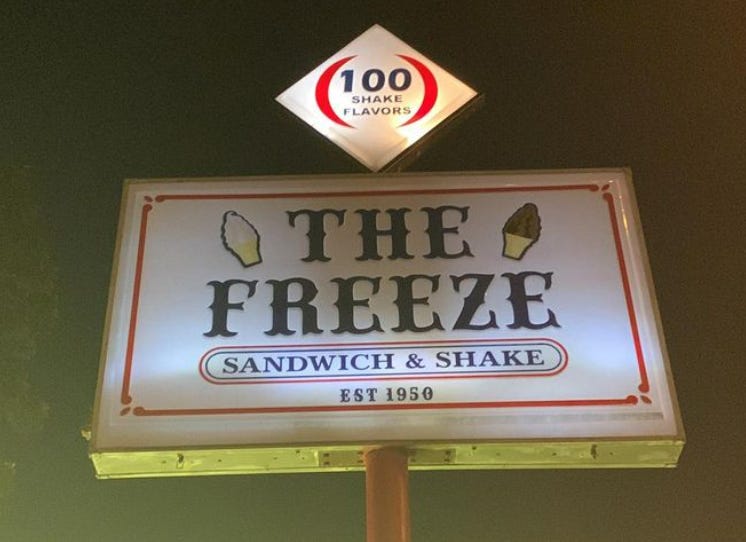 100
SHAKE
FLAVORS
THE
FREEZE
SANDWICH & SHAKE
EST 1950